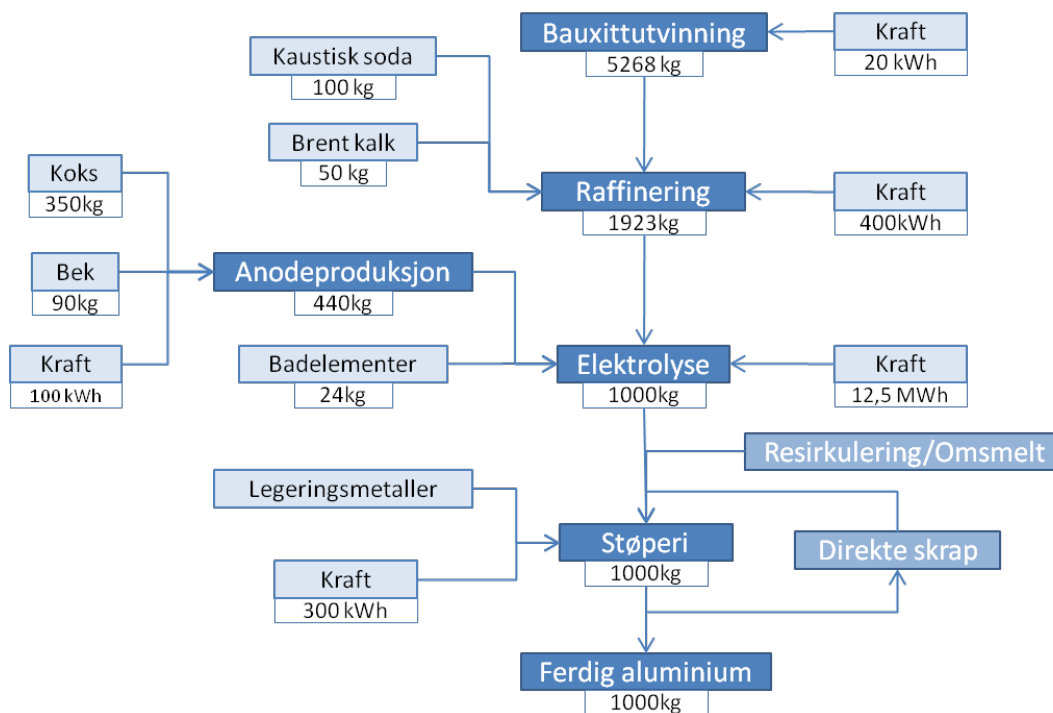 Bauxittutvinning
5268 kg
Kraft
20 kWh
Kaustisk soda
100 kg
Brent kalk
50 kg
Koks
350kg
Raffinering
1923kg
Kraft
400kWh
Bek
90kg
Anodeproduksjon
440kg
Kraft
100 kWh
Badelementer
24kg
Elektrolyse
1000kg
Kraft
12,5 MWh
Resirkulering/Omsmelt
Legeringsmetaller
Støperi
1000kg
Direkte skrap
Kraft
300 kWh
Ferdig aluminium
1000kg